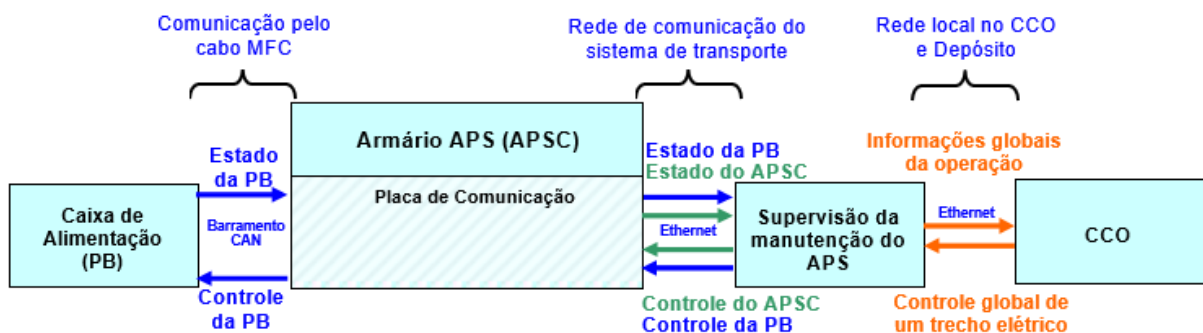 Comunicação pelo
cabo MFC
Rede de comunicação do
sistema de transporte
Rede local no CCO
e Depósito
Armário APS (APSC)
Placa de Comunicação
Estado
da PB
Barramento
CAN
Controle
da PB
Caixa de
Alimentação
(PB)
Estado da PB
Estado do APSC
Ethernet
Controle do APSC
Controle da PB
Supervisão da
manutenção do
APS
Informações globais
da operação
Ethernet
Controle global de
um trecho elétrico
CCO